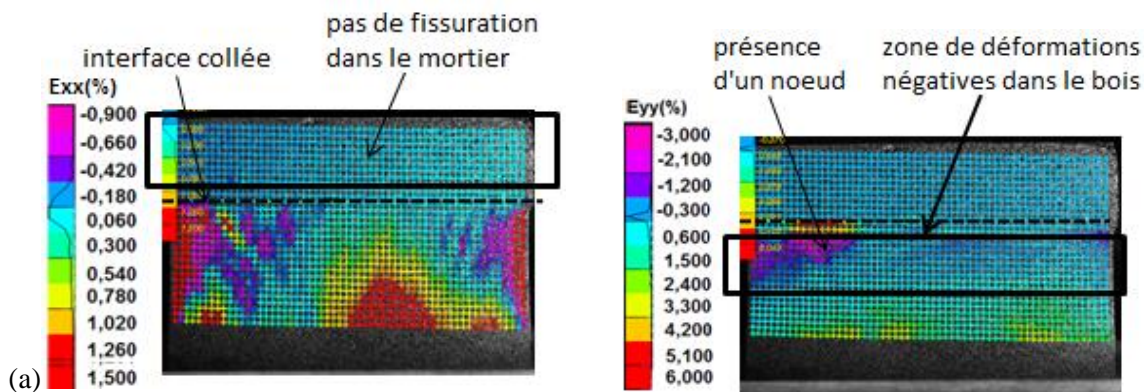 pas de fissuration
dans le mortier
interface collée
Exx(%)
-0,900
-0,660
-0,420
-0,180
0,060
0,300
0,540
0,780
1,020
1,260
1,500
(a)
présence
d'un noeud
zone de déformations
négatives dans le bois
Eyy(%)
-3,000
-2,100
-1,200
-0,300
0,600
1,500
2,400
3,300
4,200
5,100
6,000